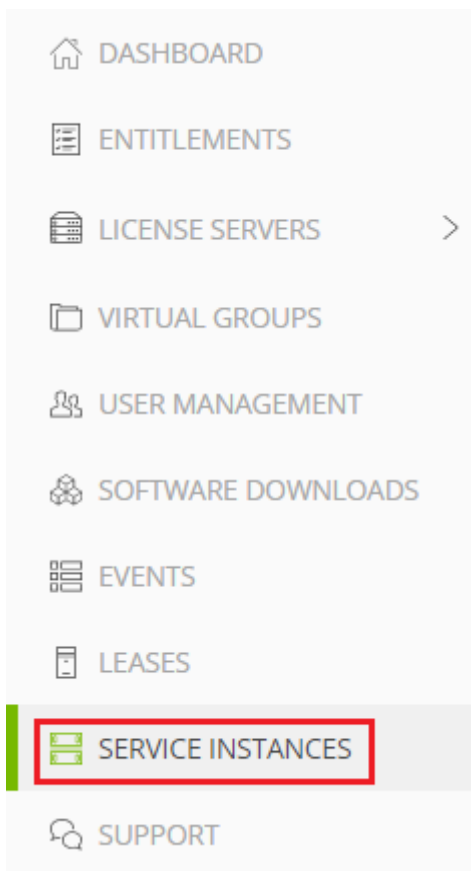 DASHBOARD
ENTITLEMENTS
LICENSE SERVERS
VIRTUAL GROUPS
USER MANAGEMENT
SOFTWARE DOWNLOADS
EVENTS
LEASES
SERVICE INSTANCES
SUPPORT